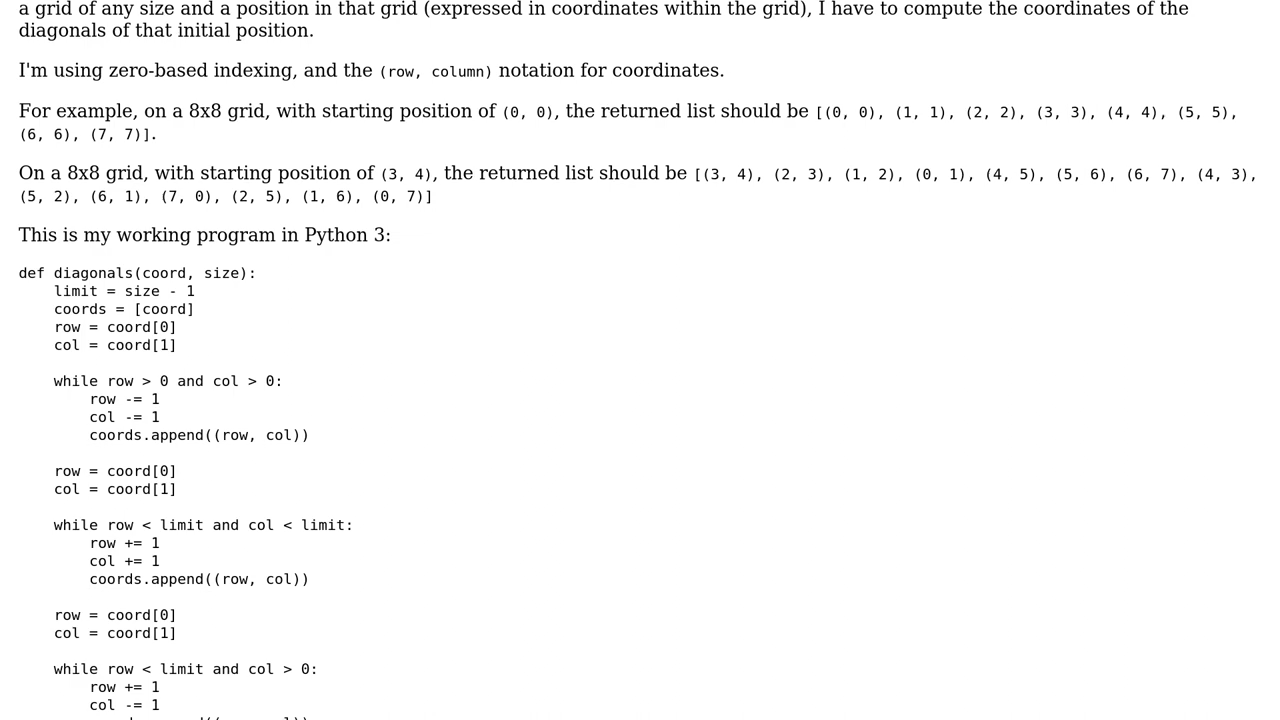 a grid of any size and a position in that grid (expressed in coordinates within the grid), I have to compute the coordinates of the
diagonals of that initial position.
I'm using zero-based indexing, and the (row, column) notation for coordinates.
For example, on a 8x8 grid, with starting position of (0, 0), the returned list should be [(0, 0), (1, 1), (2, 2), (3, 3), (4, 4), (5, 5),
(6, 6), (7, 7)].
On a 8x8 grid, with starting position of (3, 4), the returned list should be [(3, 4), (2, 3), (1, 2), (0, 1), (4, 5), (5, 6), (6, 7), (4, 3),
(5, 2), (6, 1), (7, 0), (2, 5), (1, 6), (0, 7)]
This is my working program in Python 3:
def diagonals(coord, size):
    limit = size - 1
    coords = [coord]
    row = coord[0]
    col = coord[1]
    while row > 0 and col > 0:
        row -= 1
        col -= 1
        coords.append((row, col))
    row = coord[0]
    col = coord[1]
    while row < limit and col < limit:
        row += 1
        col += 1
        coords.append((row, col))
    row = coord[0]
    col = coord[1]
    while row < limit and col > 0:
        row += 1
        col -= 1